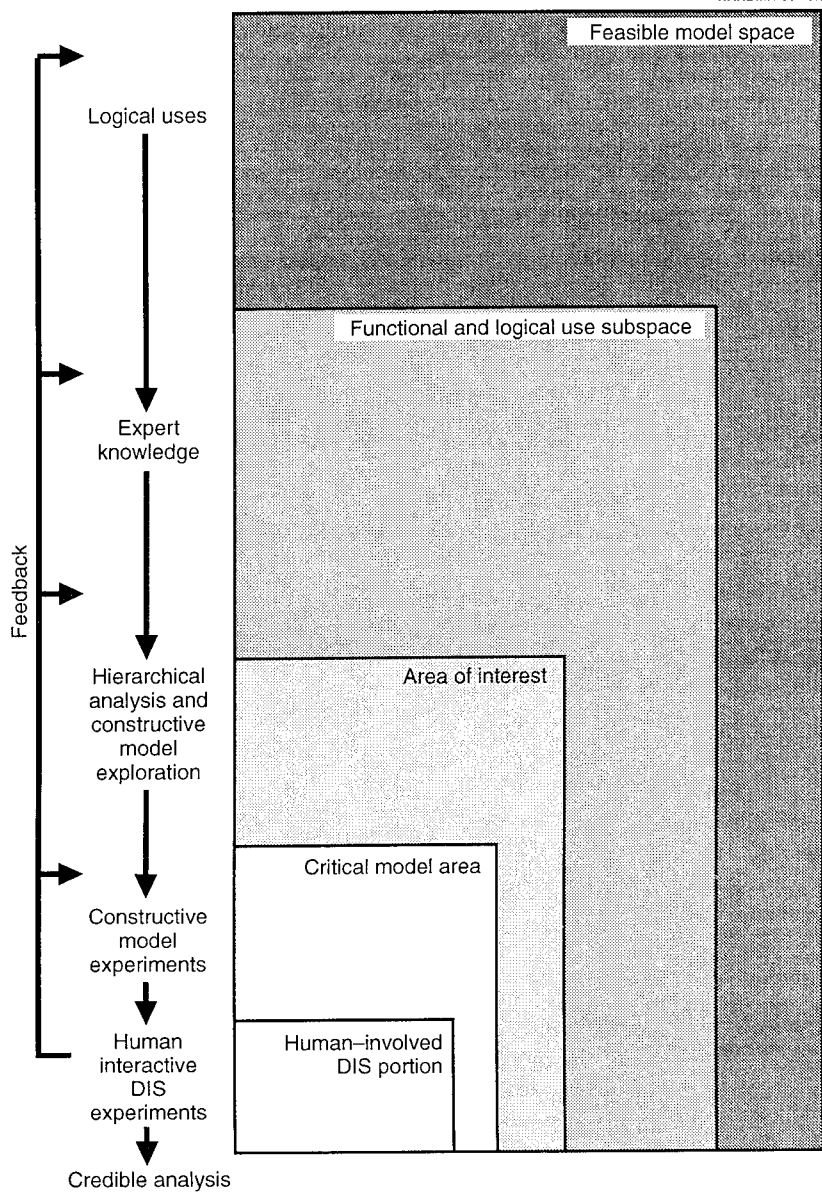 Feasible model space
Logical uses
Functional and logical use subspace
Expert
knowledge
Feedback
Hierarchical
analysis and
constructive
model
exploration
Area of interest
Critical model area
Constructive
model
experiments
Human
interactive
DIS
experiments
Human–involved
DIS portion
Credible analysis